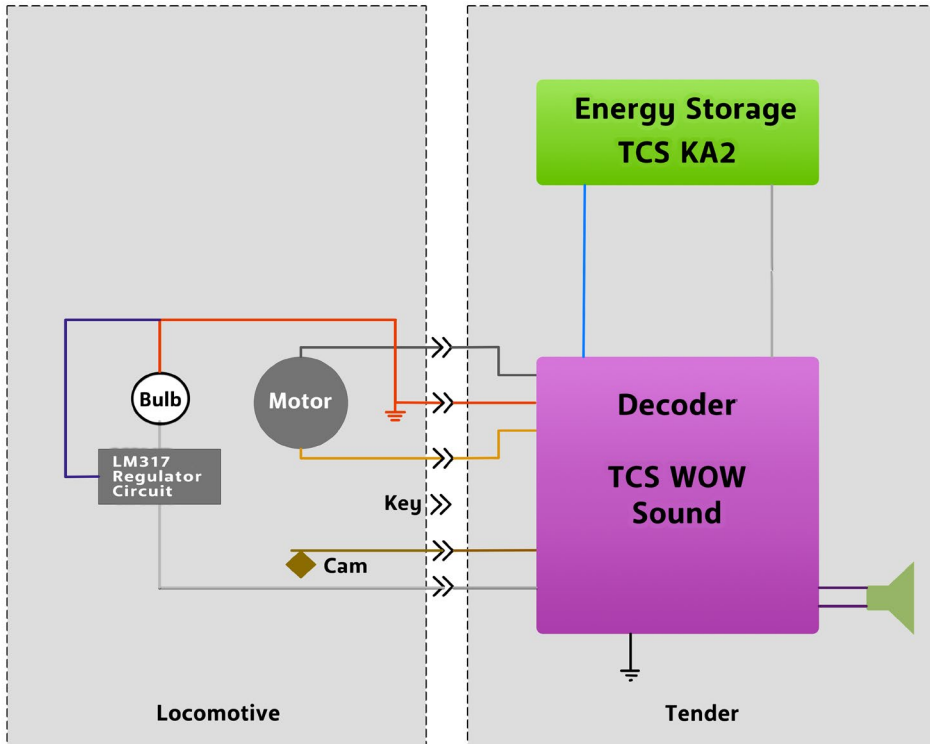 Energy Storage
TCS KA2
Bulb
Motor
Decoder
LM317
Regulator
Circuit
TCS WOW
Sound
Key
Cam
Locomotive
Tender